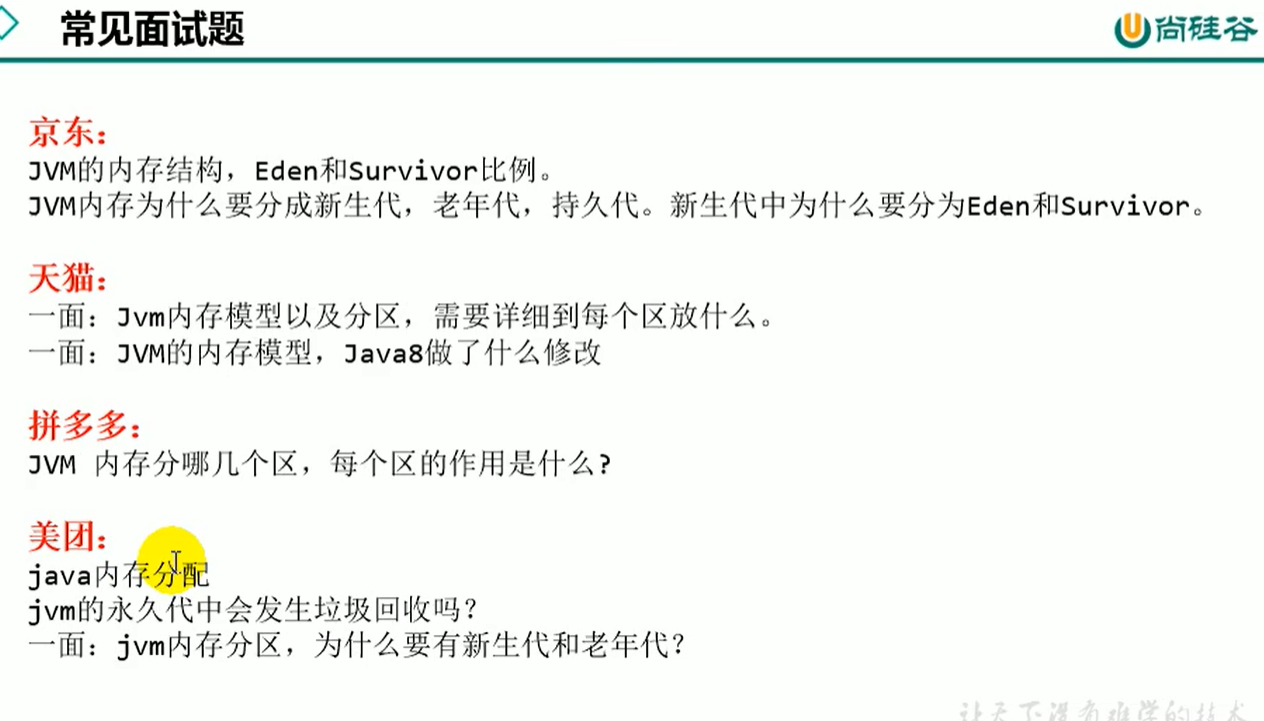 常见面试题
尚硅谷
京东：
JVM的内存结构，Eden和Survivor比例。
JVM内存为什么要分成新生代，老年代，持久代。新生代中为什么要分为Eden和Survivor。
天猫：
一面：Jvm内存模型以及分区，需要详细到每个区放什么。
一面：JVM的内存模型，Java8做了什么修改
拼多多：
JVM 内存分哪几个区，每个区的作用是什么?
美团：
java内存分配
jvm的永久代中会发生垃圾回收吗？
一面：jvm内存分区，为什么要有新生代和老年代？
让天下没有难学的技术